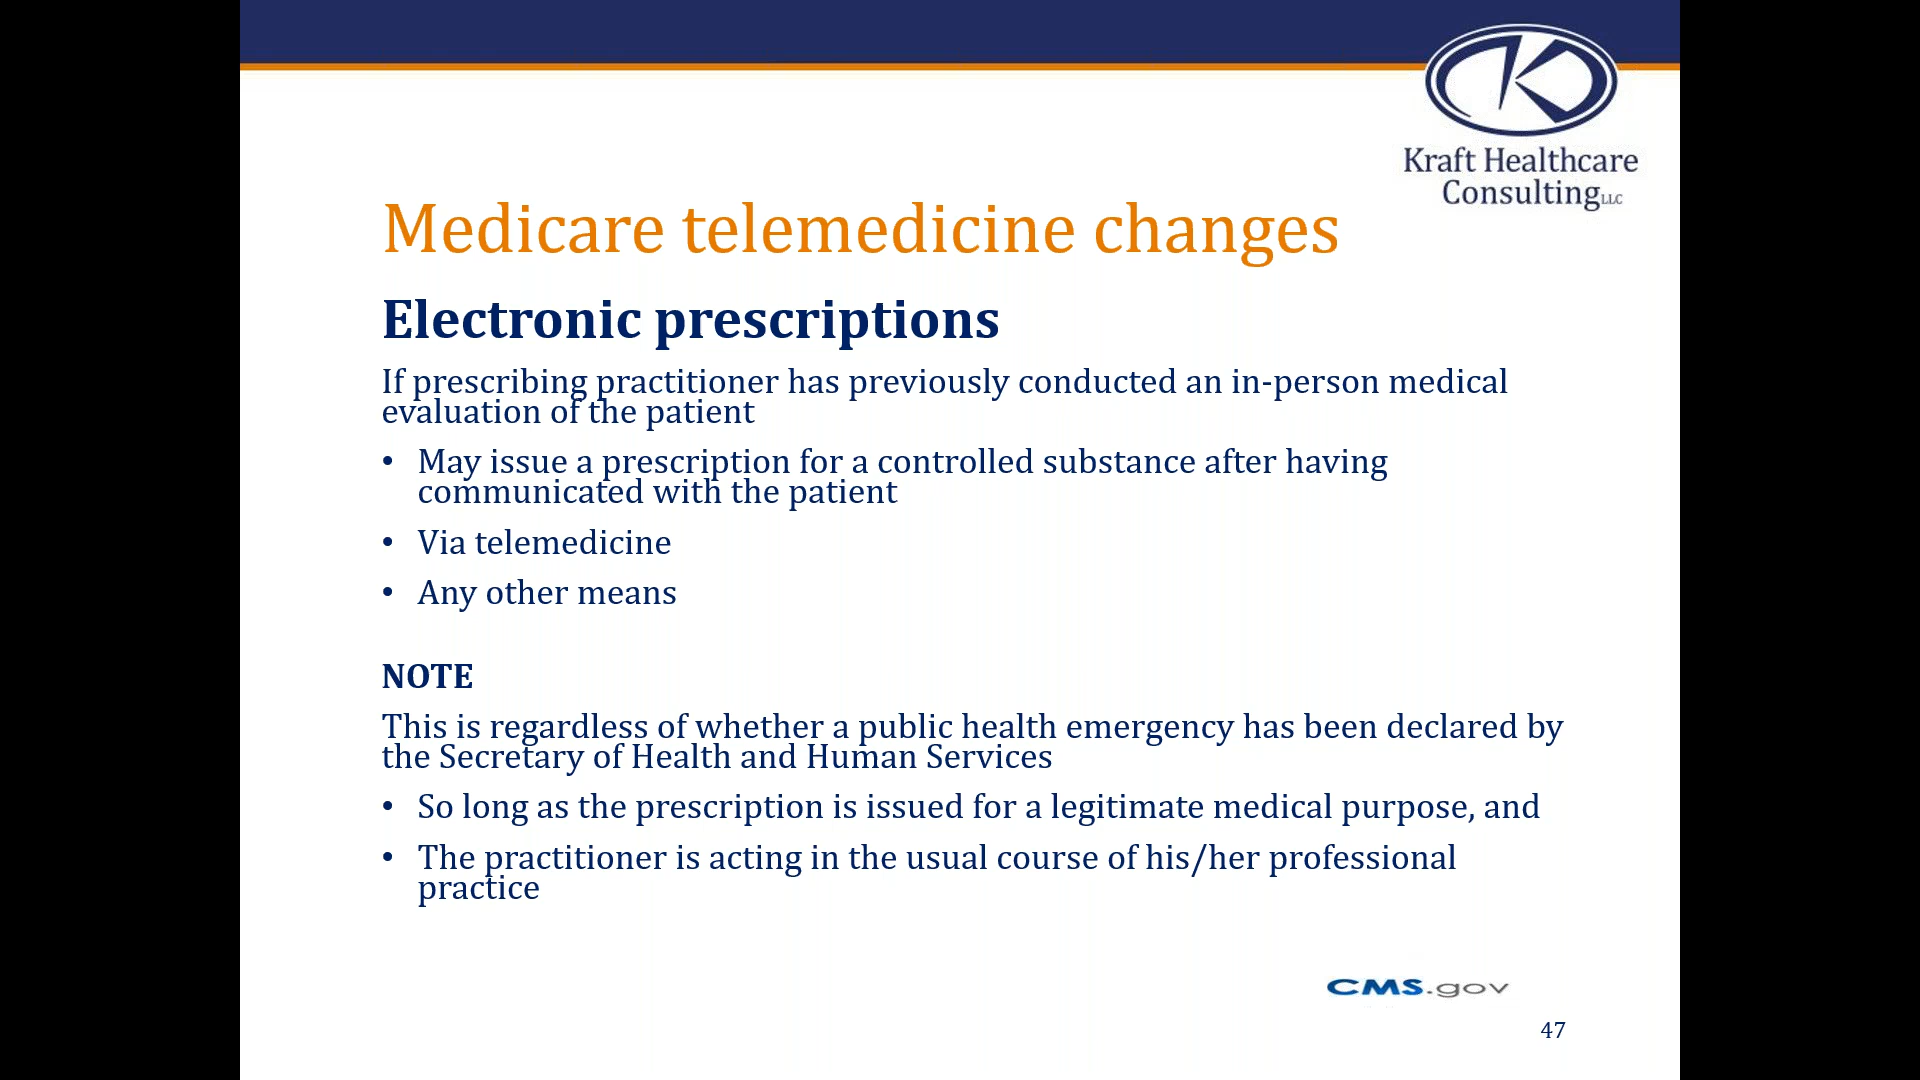 Kraft Healthcare
Consulting LLC
Medicare telemedicine changes
Electronic prescriptions
If prescribing practitioner has previously conducted an in-person medical
evaluation of the patient
• May issue a prescription for a controlled substance after having
communicated with the patient
• Via telemedicine
• Any other means
NOTE
This is regardless of whether a public health emergency has been declared by
the Secretary of Health and Human Services
• So long as the prescription is issued for a legitimate medical purpose, and
• The practitioner is acting in the usual course of his/her professional
practice
CMS.gov
47